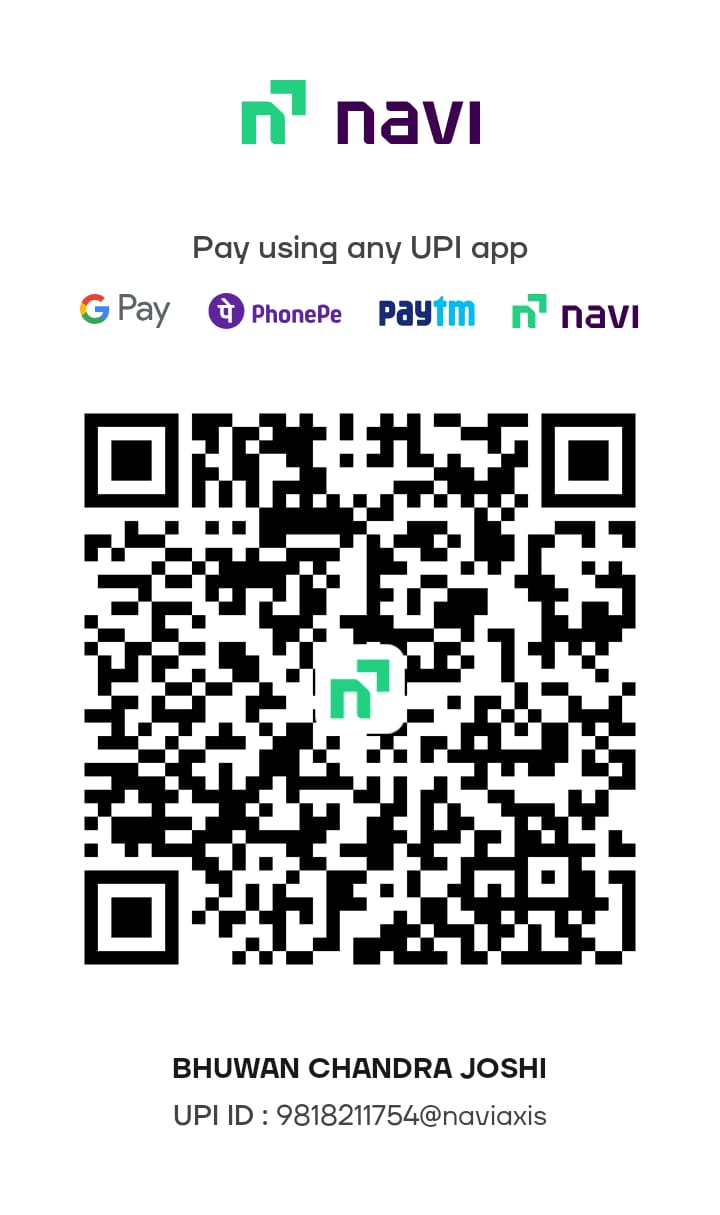 navi
Pay using any UPI app
G Pay पे PhonePe paytm navi
BHUWAN CHANDRA JOSHI
UPI ID : 9818211754@naviaxis